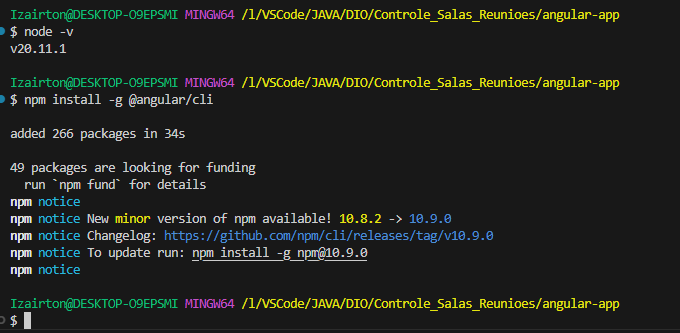 Izairton@DESKTOP-O9EPSMI MINGW64 /l/VSCode/JAVA/DIO/Controle_Salas_Reunioes/angular-app
$ node -v
v20.11.1
Izairton@DESKTOP-O9EPSMI MINGW64 /l/VSCode/JAVA/DIO/Controle_Salas_Reunioes/angular-app
$ npm install -g @angular/cli
added 266 packages in 34s
49 packages are looking for funding
  run `npm fund` for details
npm notice
npm notice New minor version of npm available! 10.8.2 -> 10.9.0
npm notice Changelog: https://github.com/npm/cli/releases/tag/v10.9.0
npm notice To update run: npm install -g npm@10.9.0
npm notice
Izairton@DESKTOP-O9EPSMI MINGW64 /l/VSCode/JAVA/DIO/Controle_Salas_Reunioes/angular-app
$